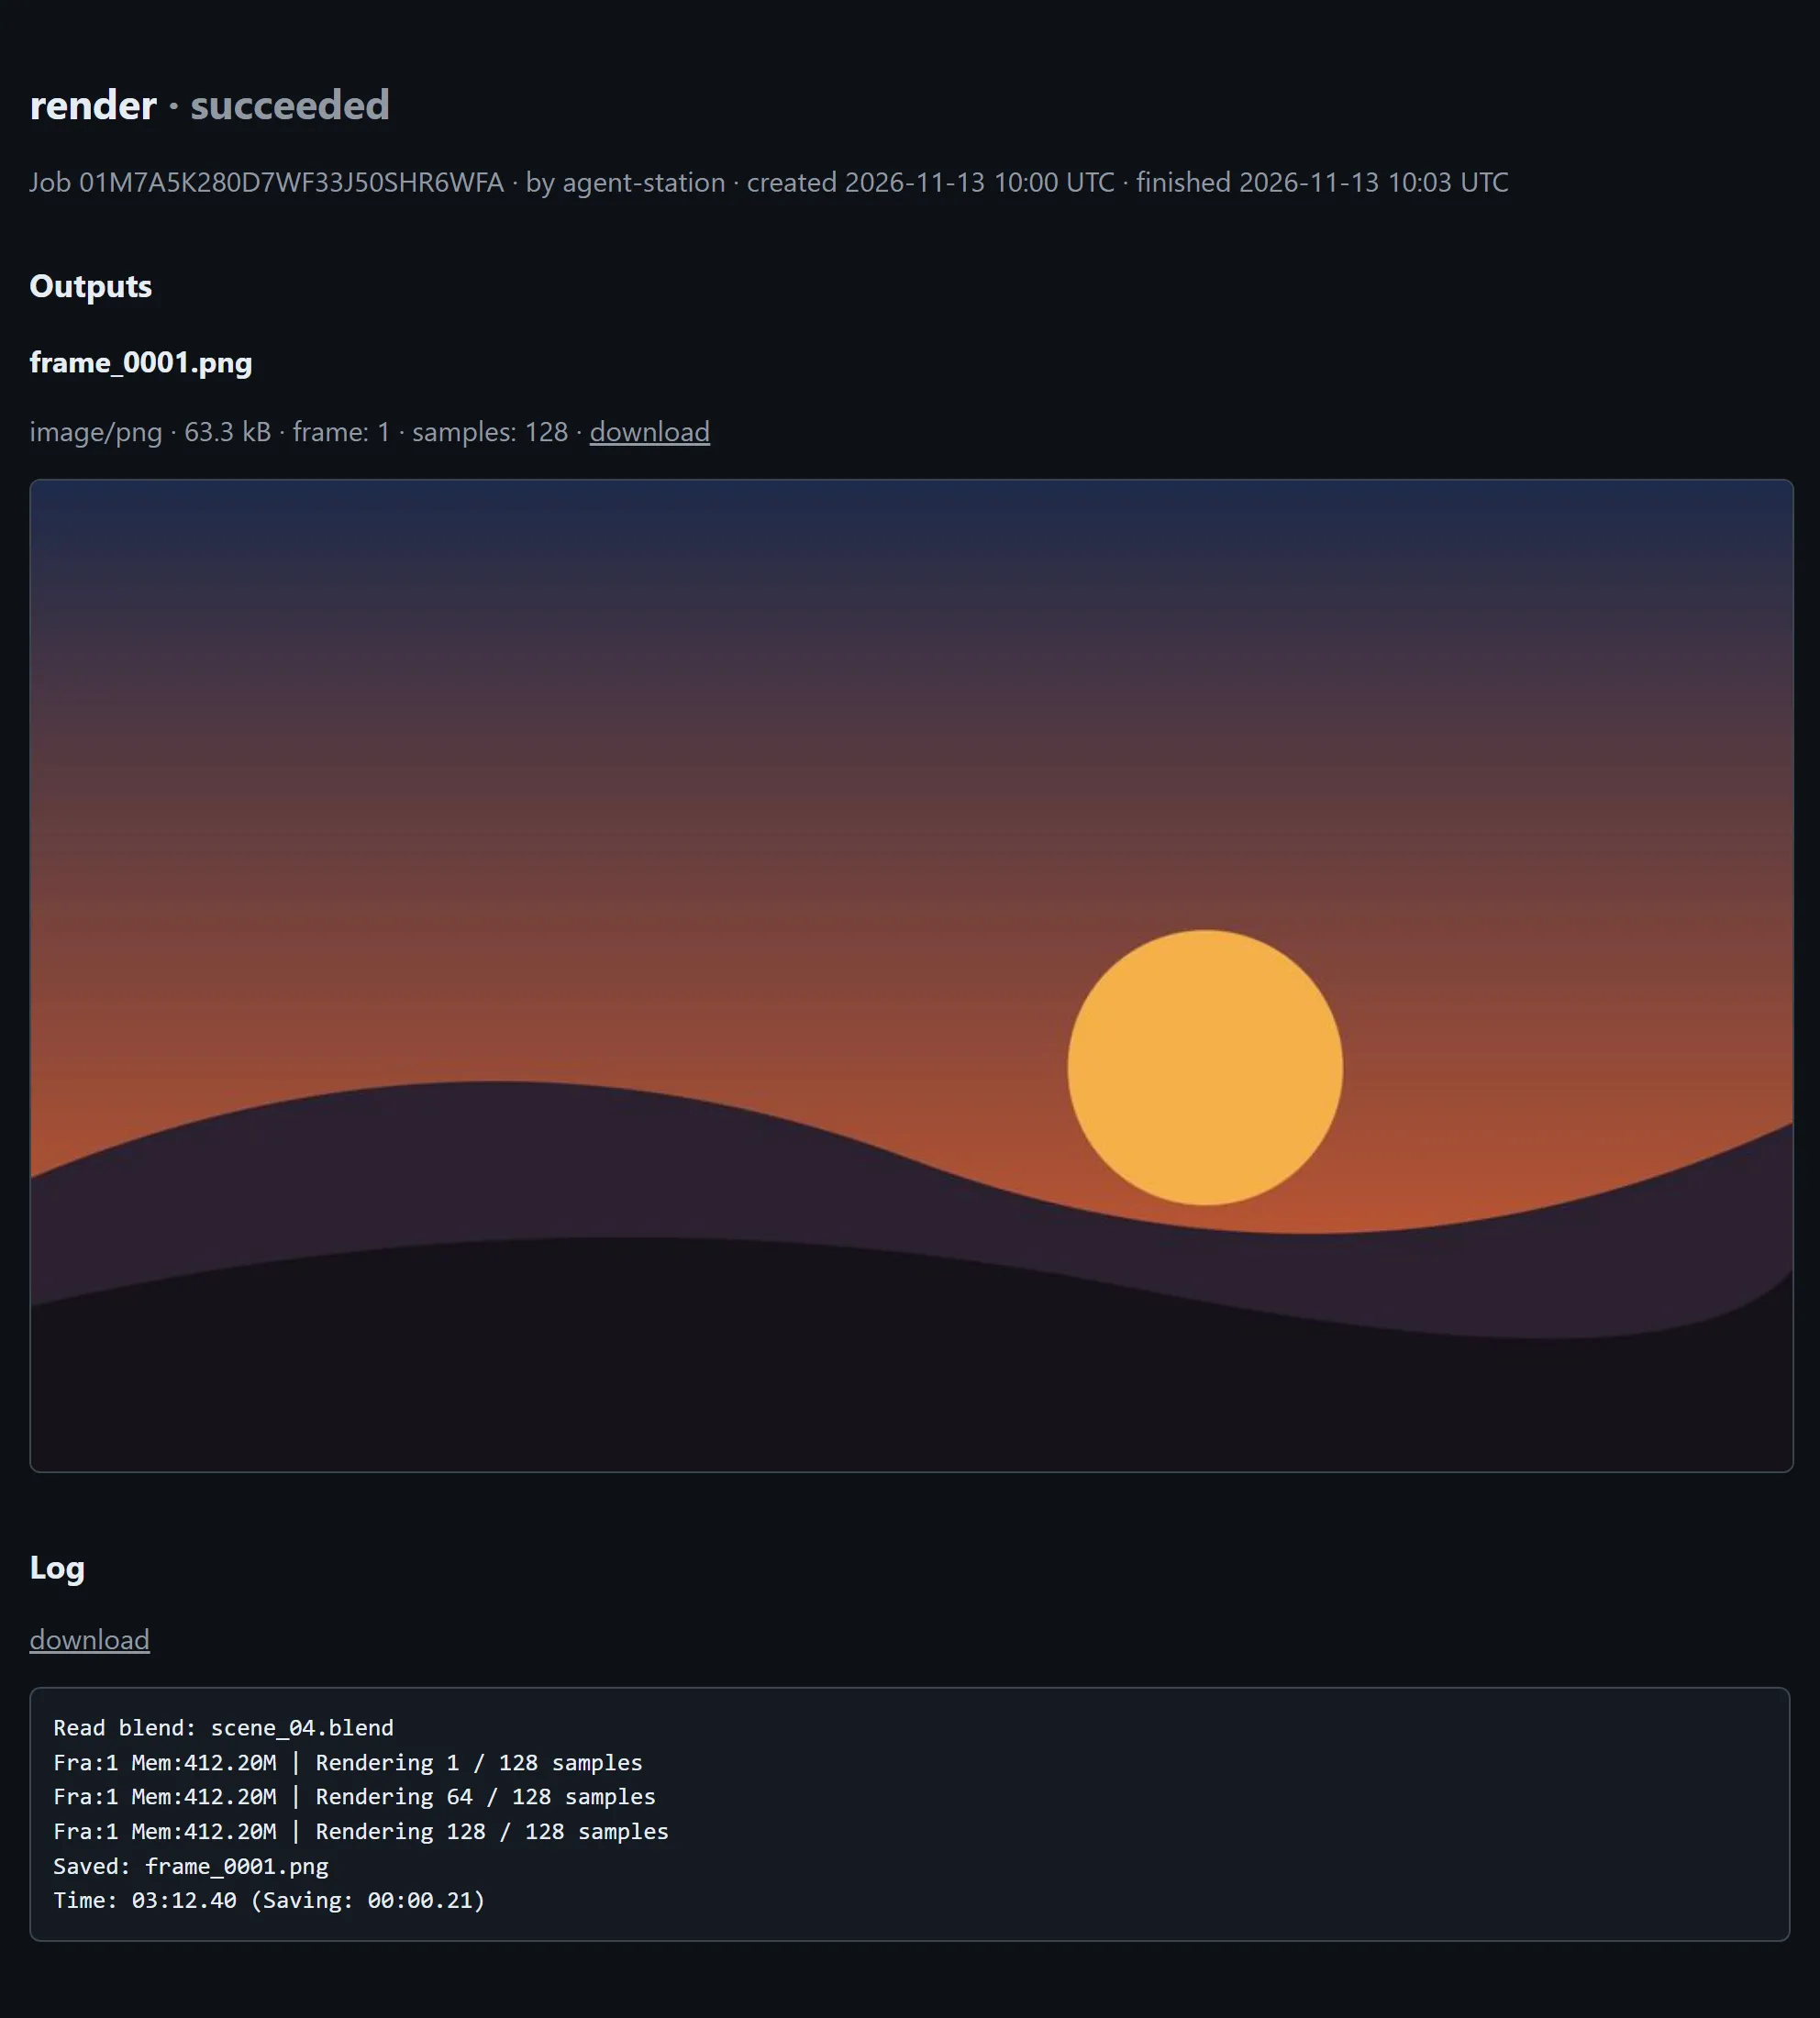 render · succeeded
Job 01M7A5K280D7WF33J50SHR6WFA · by agent-station · created 2026-11-13 10:00 UTC · finished 2026-11-13 10:03 UTC
Outputs
frame_0001.png
image/png · 63.3 kB · frame: 1 · samples: 128 · download
Log
download
Read blend: scene_04.blend
Fra:1 Mem:412.20M | Rendering 1 / 128 samples
Fra:1 Mem:412.20M | Rendering 64 / 128 samples
Fra:1 Mem:412.20M | Rendering 128 / 128 samples
Saved: frame_0001.png
Time: 03:12.40 (Saving: 00:00.21)